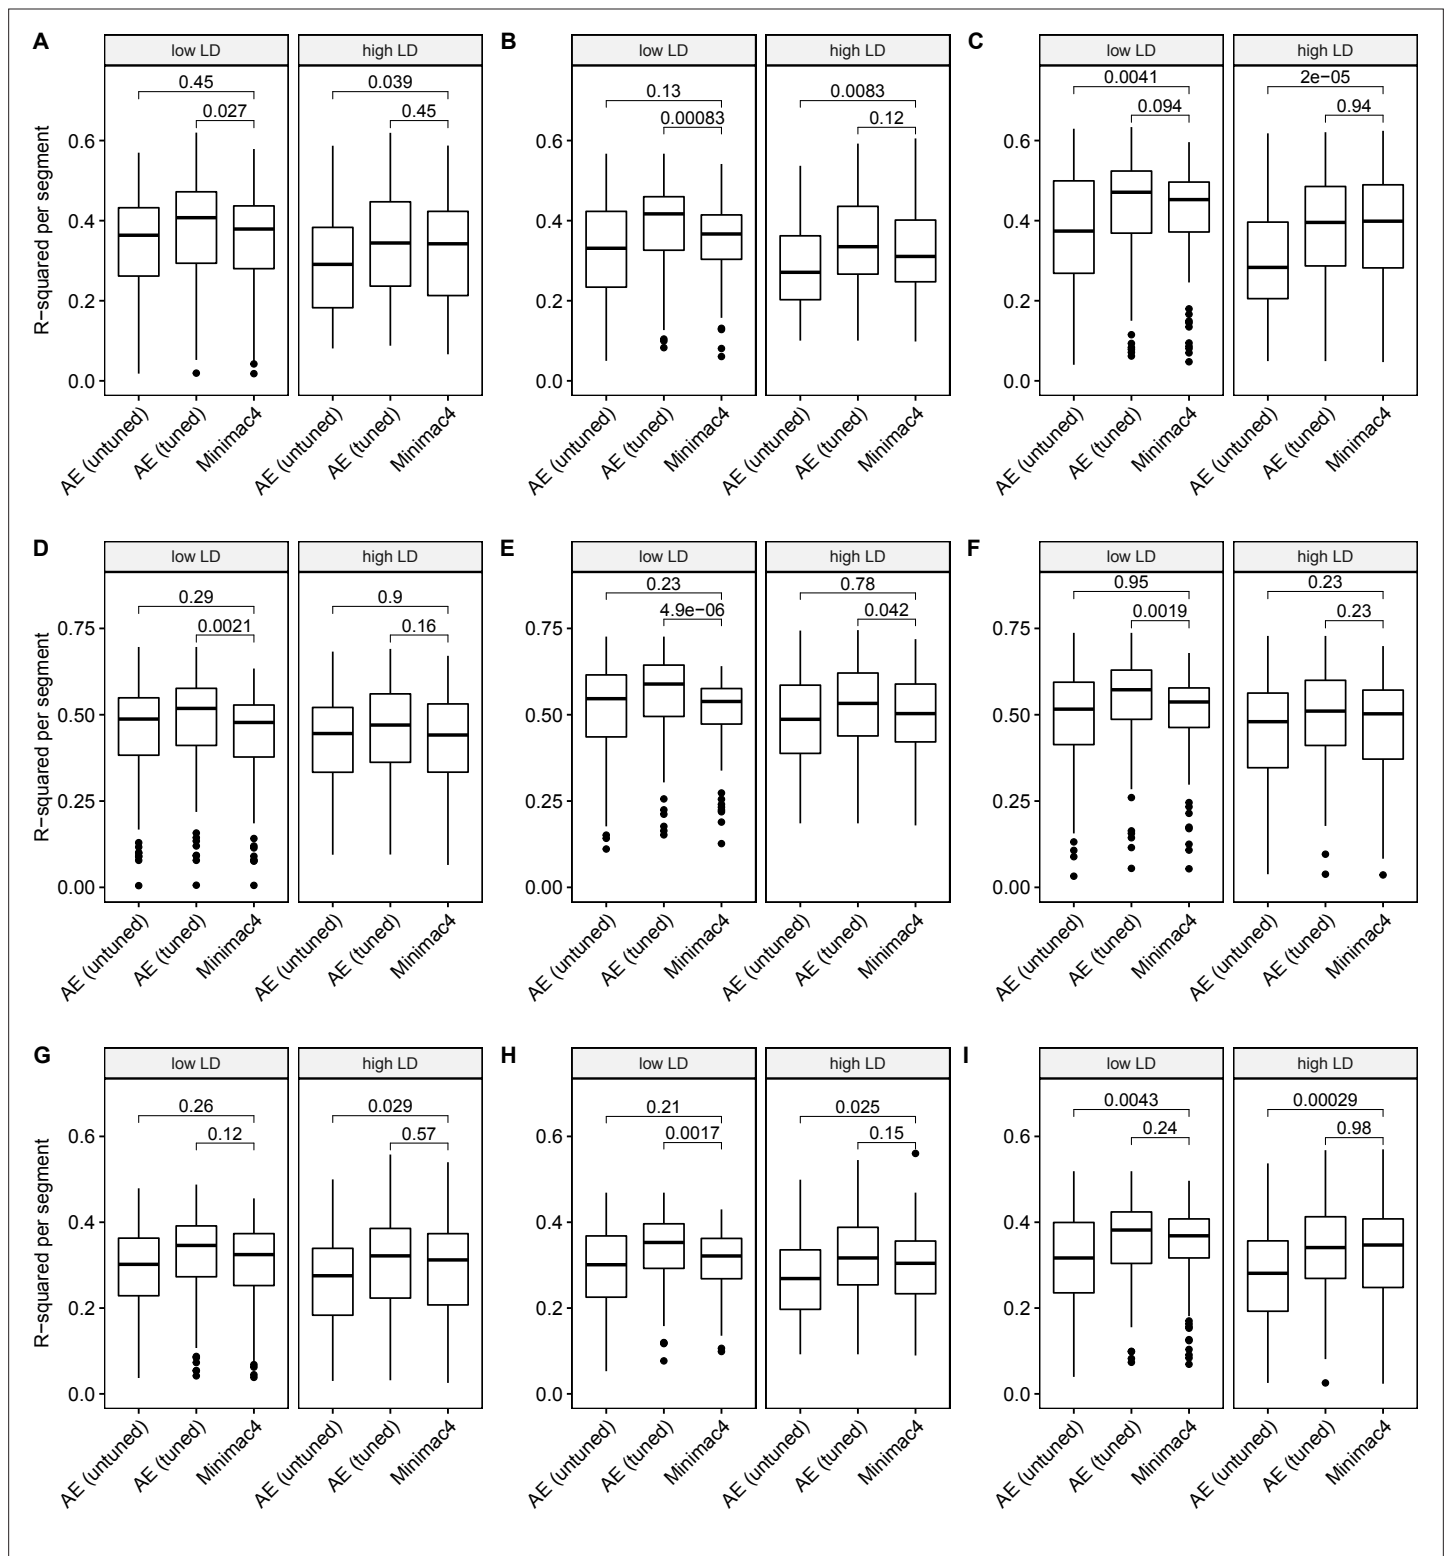 A
low LD
high LD
B
low LD
high LD
C
low LD
high LD
R−squared per segment
0.6
0.4
0.2
0.0
0.45
0.027
0.039
0.45
AE (untuned)
AE (tuned)
Minimac4
AE (untuned)
AE (tuned)
Minimac4
0.6
0.4
0.2
0.0
0.13
0.00083
0.0083
0.12
AE (untuned)
AE (tuned)
Minimac4
AE (untuned)
AE (tuned)
Minimac4
0.6
0.4
0.2
0.0
0.0041
0.094
2e−05
0.94
AE (untuned)
AE (tuned)
Minimac4
AE (untuned)
AE (tuned)
Minimac4
D
low LD
high LD
E
low LD
high LD
F
low LD
high LD
R−squared per segment
0.75
0.50
0.25
0.00
0.29
0.0021
0.9
0.16
AE (untuned)
AE (tuned)
Minimac4
AE (untuned)
AE (tuned)
Minimac4
0.75
0.50
0.25
0.00
0.23
4.9e−06
0.78
0.042
AE (untuned)
AE (tuned)
Minimac4
AE (untuned)
AE (tuned)
Minimac4
0.75
0.50
0.25
0.00
0.95
0.0019
0.23
0.23
AE (untuned)
AE (tuned)
Minimac4
AE (untuned)
AE (tuned)
Minimac4
G
low LD
high LD
H
low LD
high LD
I
low LD
high LD
R−squared per segment
0.6
0.4
0.2
0.0
0.26
0.12
0.029
0.57
AE (untuned)
AE (tuned)
Minimac4
AE (untuned)
AE (tuned)
Minimac4
0.6
0.4
0.2
0.0
0.21
0.0017
0.025
0.15
AE (untuned)
AE (tuned)
Minimac4
AE (untuned)
AE (tuned)
Minimac4
0.6
0.4
0.2
0.0
0.0043
0.24
0.00029
0.98
AE (untuned)
AE (tuned)
Minimac4
AE (untuned)
AE (tuned)
Minimac4